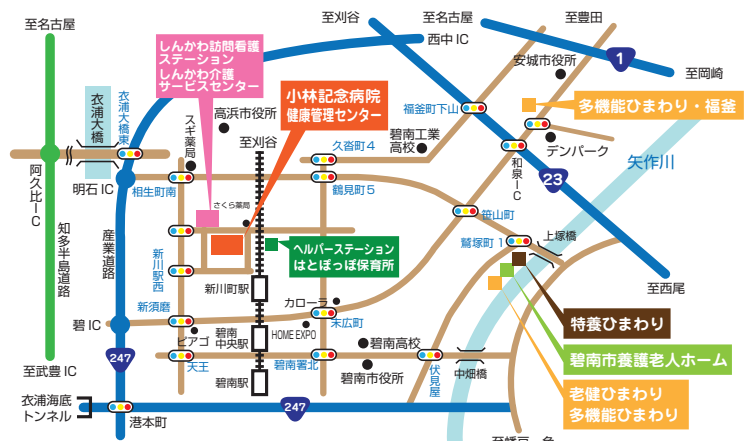 至名古屋
至刈谷
至名古屋
至豊田
西中IC
安城市役所
1
至岡崎
しんかわ訪問看護
ステーション
しんかわ介護
サービスセンター
小林記念病院
健康管理センター
衣浦大橋
衣浦大橋東
スギ薬局
高浜市役所
至刈谷
福釜町下山
多機能ひまわり・福釜
久沓町4
碧南工業
高校
デンパーク
和泉IC
矢作川
阿久比IC
明石IC
相生町南
鶴見町5
23
さくら薬局
笹山町
知多半島道路
産業道路
鷲塚町1
上塚橋
ヘルパーステーション
はとぽっぽ保育所
新川駅西
新川町駅
至西尾
新須磨
カローラ
碧IC
ピアゴ
碧南
中央駅
HOME EXPO
末広町
特養ひまわり
碧南高校
碧南市養護老人ホーム
247
天王
碧南署北
伏見屋
中畑橋
至武豊IC
碧南駅
碧南市役所
老健ひまわり
多機能ひまわり
衣浦海底
トンネル
港本町
247